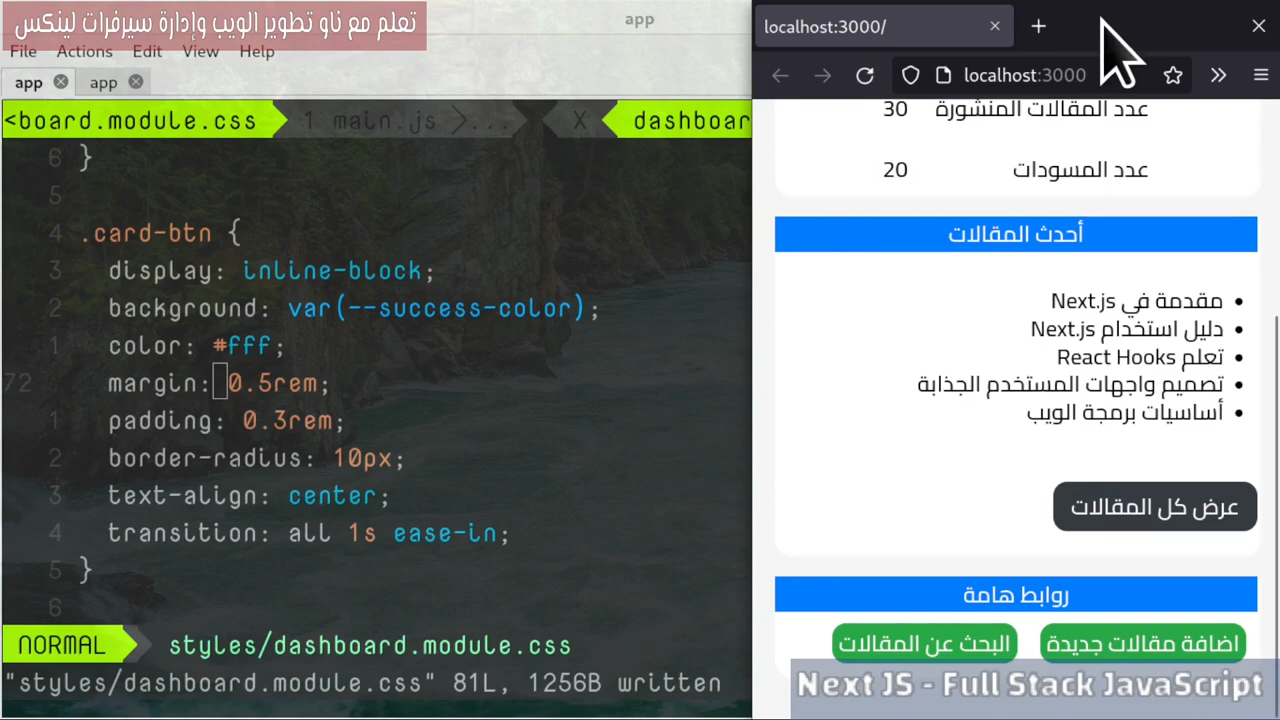 تعلم مع ناو تطوير الويب وإدارة سيرفرات لينكس
app
File Actions Edit View Help
app app
<board.module.css 1 main.js >... X dashboar
6 }
5
4 .card-btn {
3 display: inline-block;
2 background: var(--success-color);
1 color: #fff;
72 margin: 0.5rem;
1 padding: 0.3rem;
2 border-radius: 10px;
3 text-align: center;
4 transition: all 1s ease-in;
5 }
6
NORMAL styles/dashboard.module.css
"styles/dashboard.module.css" 81L, 1256B written
localhost:3000/
localhost:3000
عدد المقالات المنشورة 30
عدد المسودات 20
أحدث المقالات
مقدمة في Next.js
دليل استخدام Next.js
تعلم React Hooks
تصميم واجهات المستخدم الجذابة
أساسيات برمجة الويب
عرض كل المقالات
روابط هامة
اضافة مقالات جديدة البحث عن المقالات
Next JS - Full Stack JavaScript